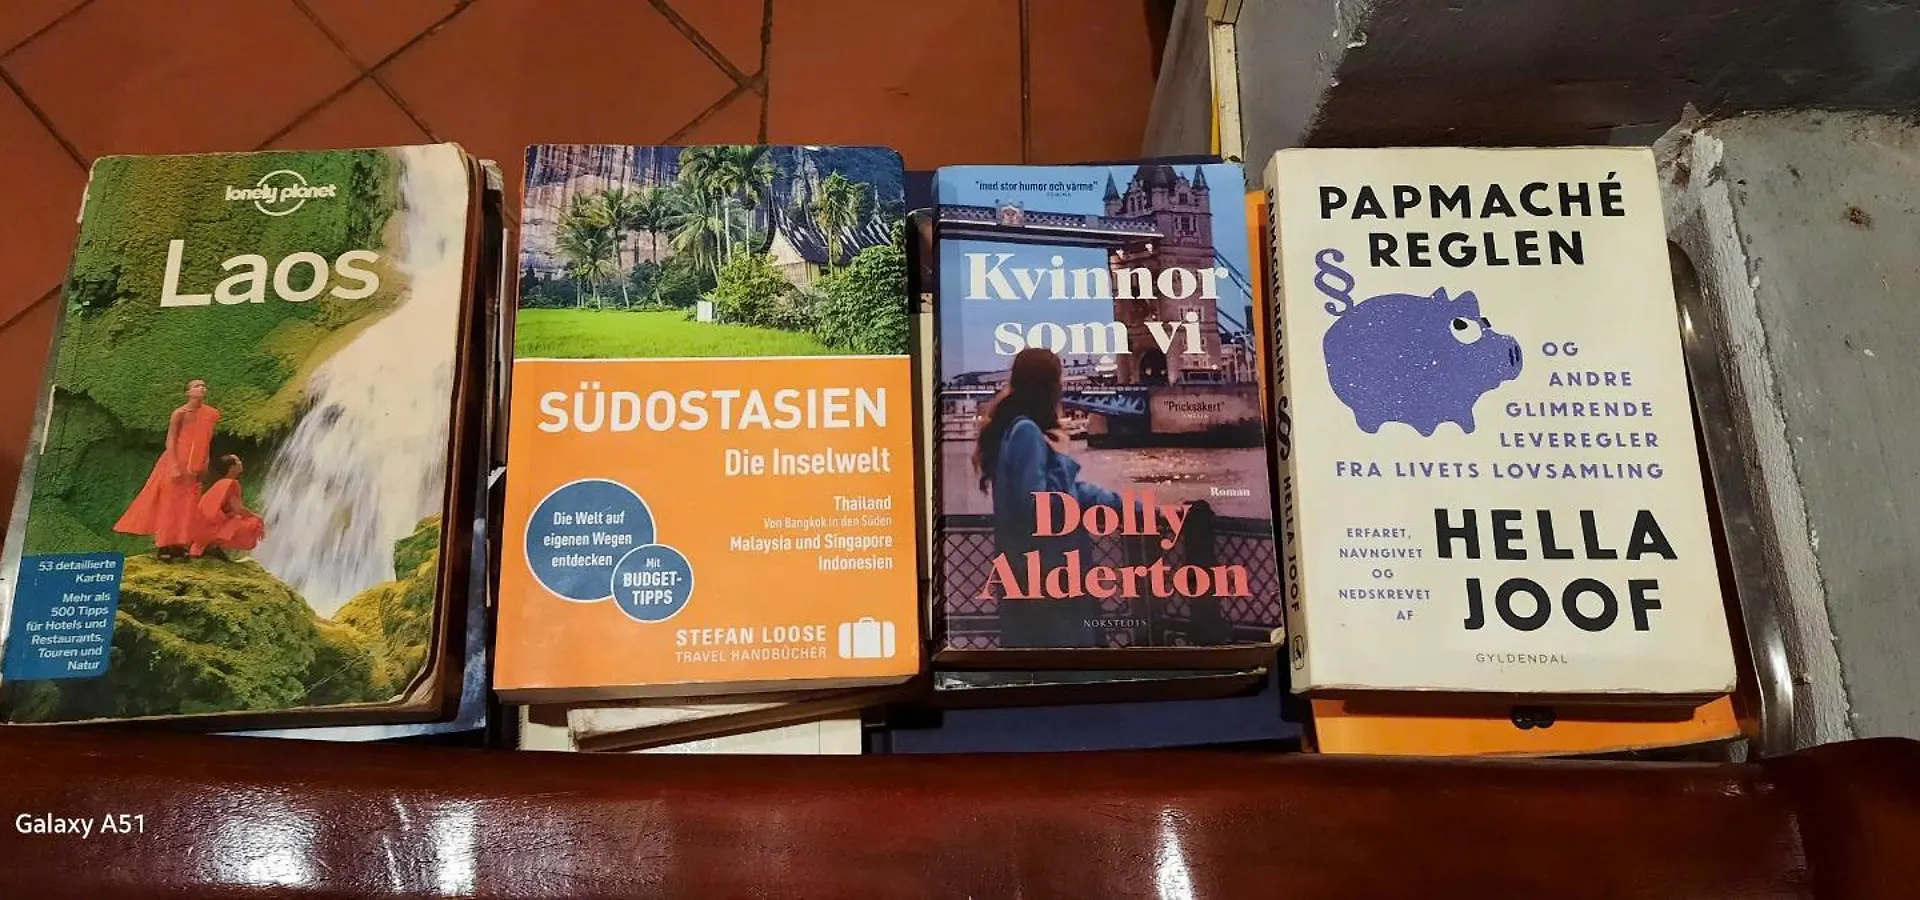 lonely planet
Laos
53 detaillierte
Karten
Mehr als
500 Tipps
für Hotels und
Restaurants,
Touren und
Natur
SÜDOSTASIEN
Die Inselwelt
Thailand
Von Bangkok in den Süden
Malaysia und Singapore
Indonesien
Die Welt auf
eigenen Wegen
entdecken
Mit
BUDGET-
TIPPS
STEFAN LOOSE
TRAVEL HANDBÜCHER
"med stor humor och värme"
Kvinnor
som vi
"Pricksäkert"
Roman
Dolly
Alderton
NORSTEDTS
PAPMACHÉREGLEN § HELLA JOOF
PAPMACHÉ
REGLEN
§
OG
ANDRE
GLIMRENDE
LEVEREGLER
FRA LIVETS LOVSAMLING
ERFARET,
NAVNGIVET
OG
NEDSKREVET
AF
HELLA
JOOF
GYLDENDAL
Galaxy A51